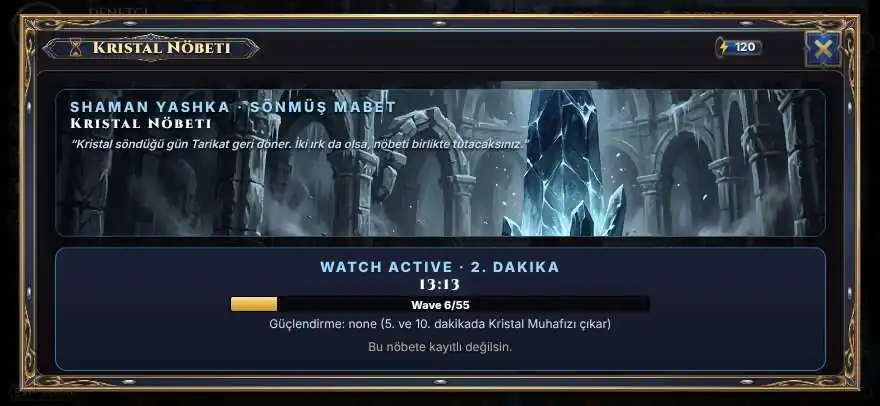 KRISTAL NÖBETI
120
SHAMAN YASHKA · SÖNMÜŞ MABET
KRISTAL NÖBETI
“Kristal söndüğü gün Tarikat geri döner. İki ırk da olsa, nöbeti birlikte tutacaksınız.”
WATCH ACTIVE · 2. DAKIKA
13:13
Wave 6/55
Güçlendirme: none (5. ve 10. dakikada Kristal Muhafızı çıkar)
Bu nöbete kayıtlı değilsin.